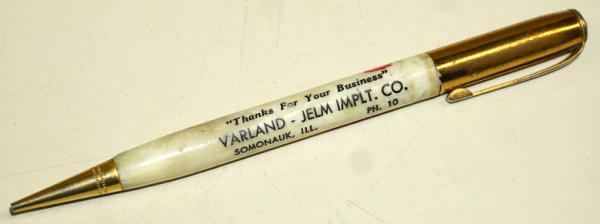 "Thanks For Your Business"
VARLAND - JELM IMPLT. CO.
SOMONAUK, ILL. PH. 10